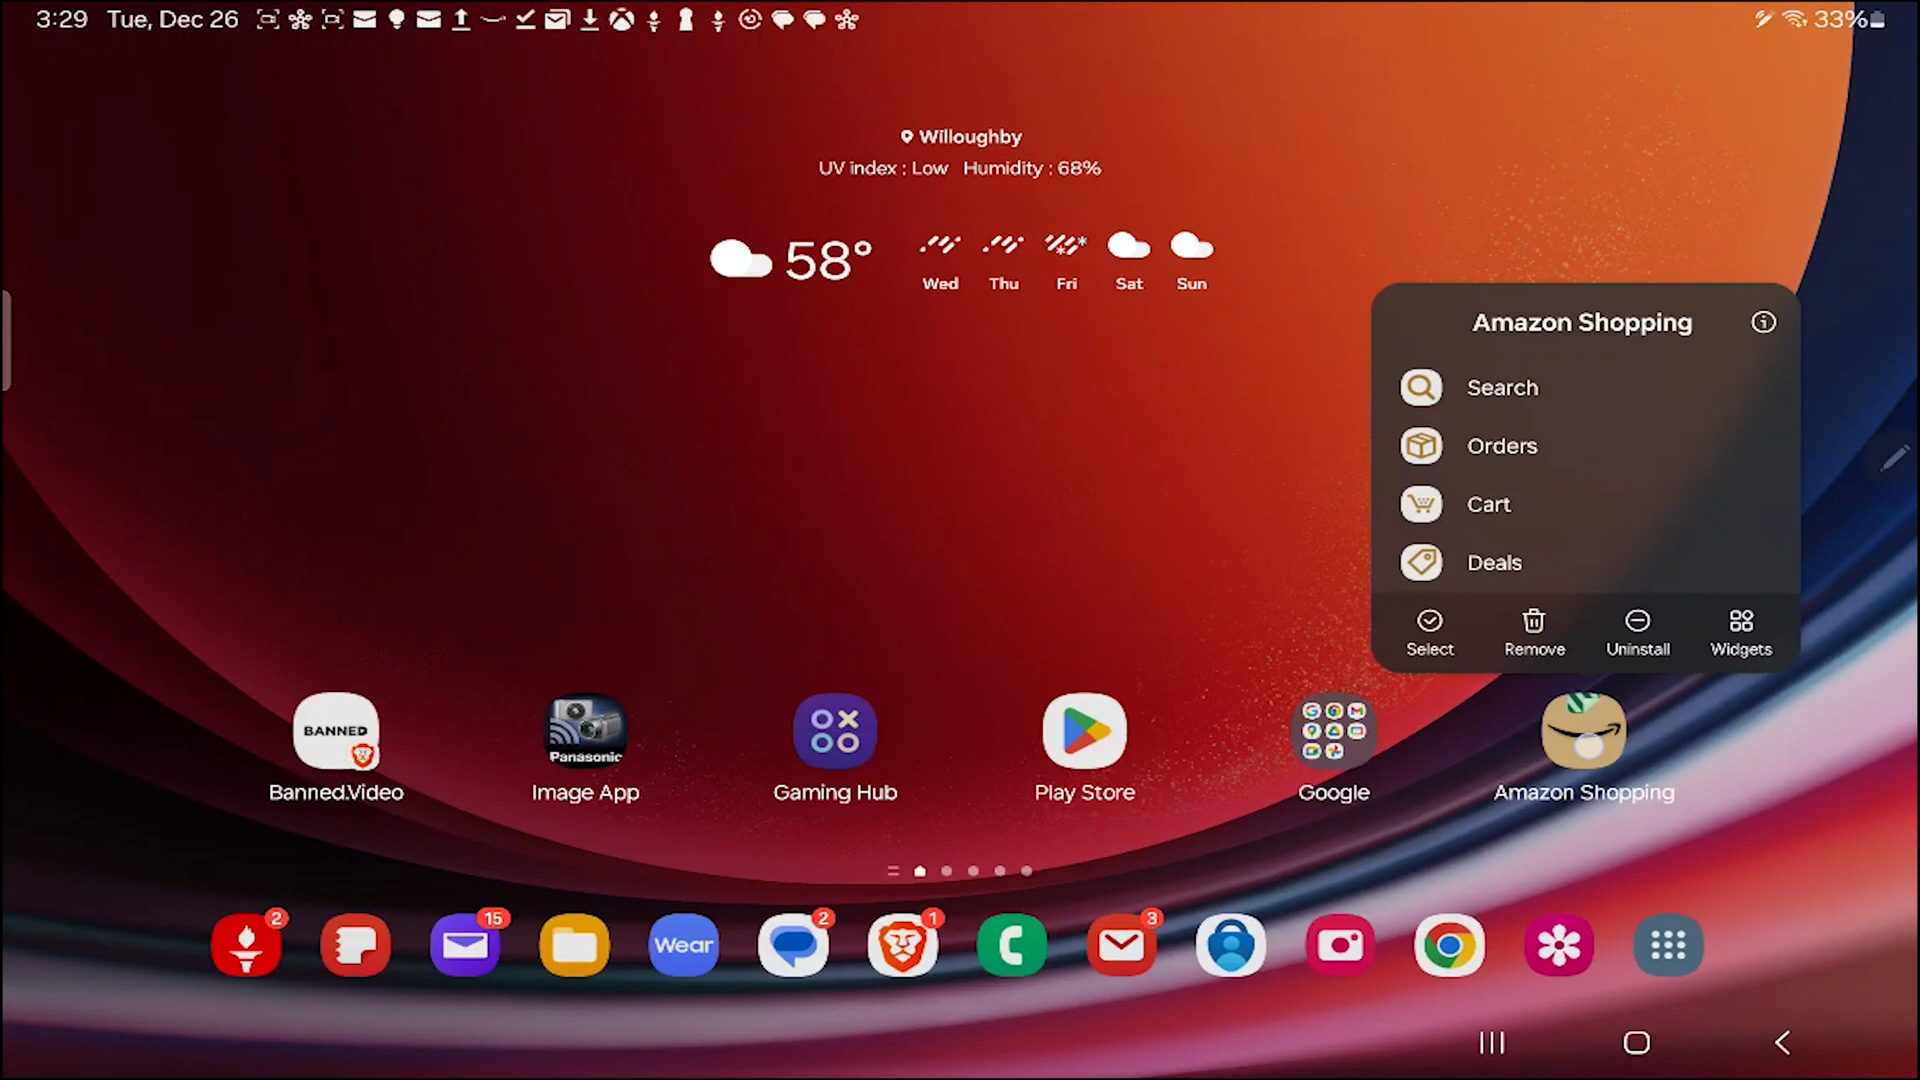 3:29 Tue, Dec 26
33%
Willoughby
UV index : Low Humidity : 68%
58°
Wed Thu Fri Sat Sun
Amazon Shopping
Search
Orders
Cart
Deals
Select Remove Uninstall Widgets
BANNED
Panasonic
Banned.Video Image App Gaming Hub Play Store Google Amazon Shopping
2 15 2 1 3
Wear